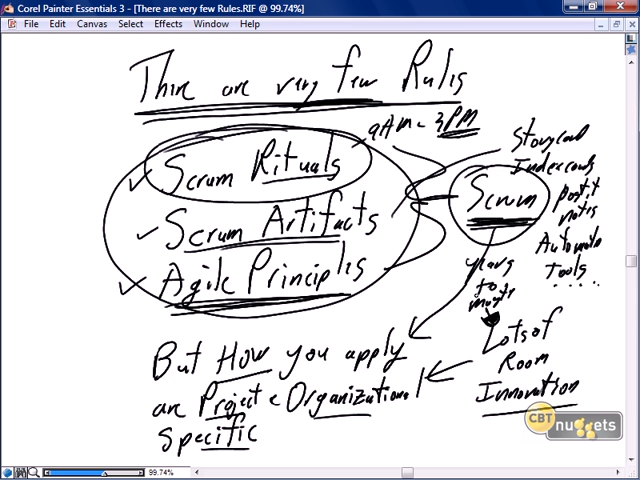 Corel Painter Essentials 3 - [There are very few Rules.RIF @ 99.74%]
File Edit Canvas Select Effects Window Help
There are very few Rules
9AM - 3PM
Scrum Rituals
Scrum Artifacts
Agile Principles
Scrum
Storycard
Indexcards
post it
notes
Automate
Tools
.....
years
to
But How you apply
are Project & Organizational
Specific
Lots of
Room
Innovation
CBT
nuggets
99.74%